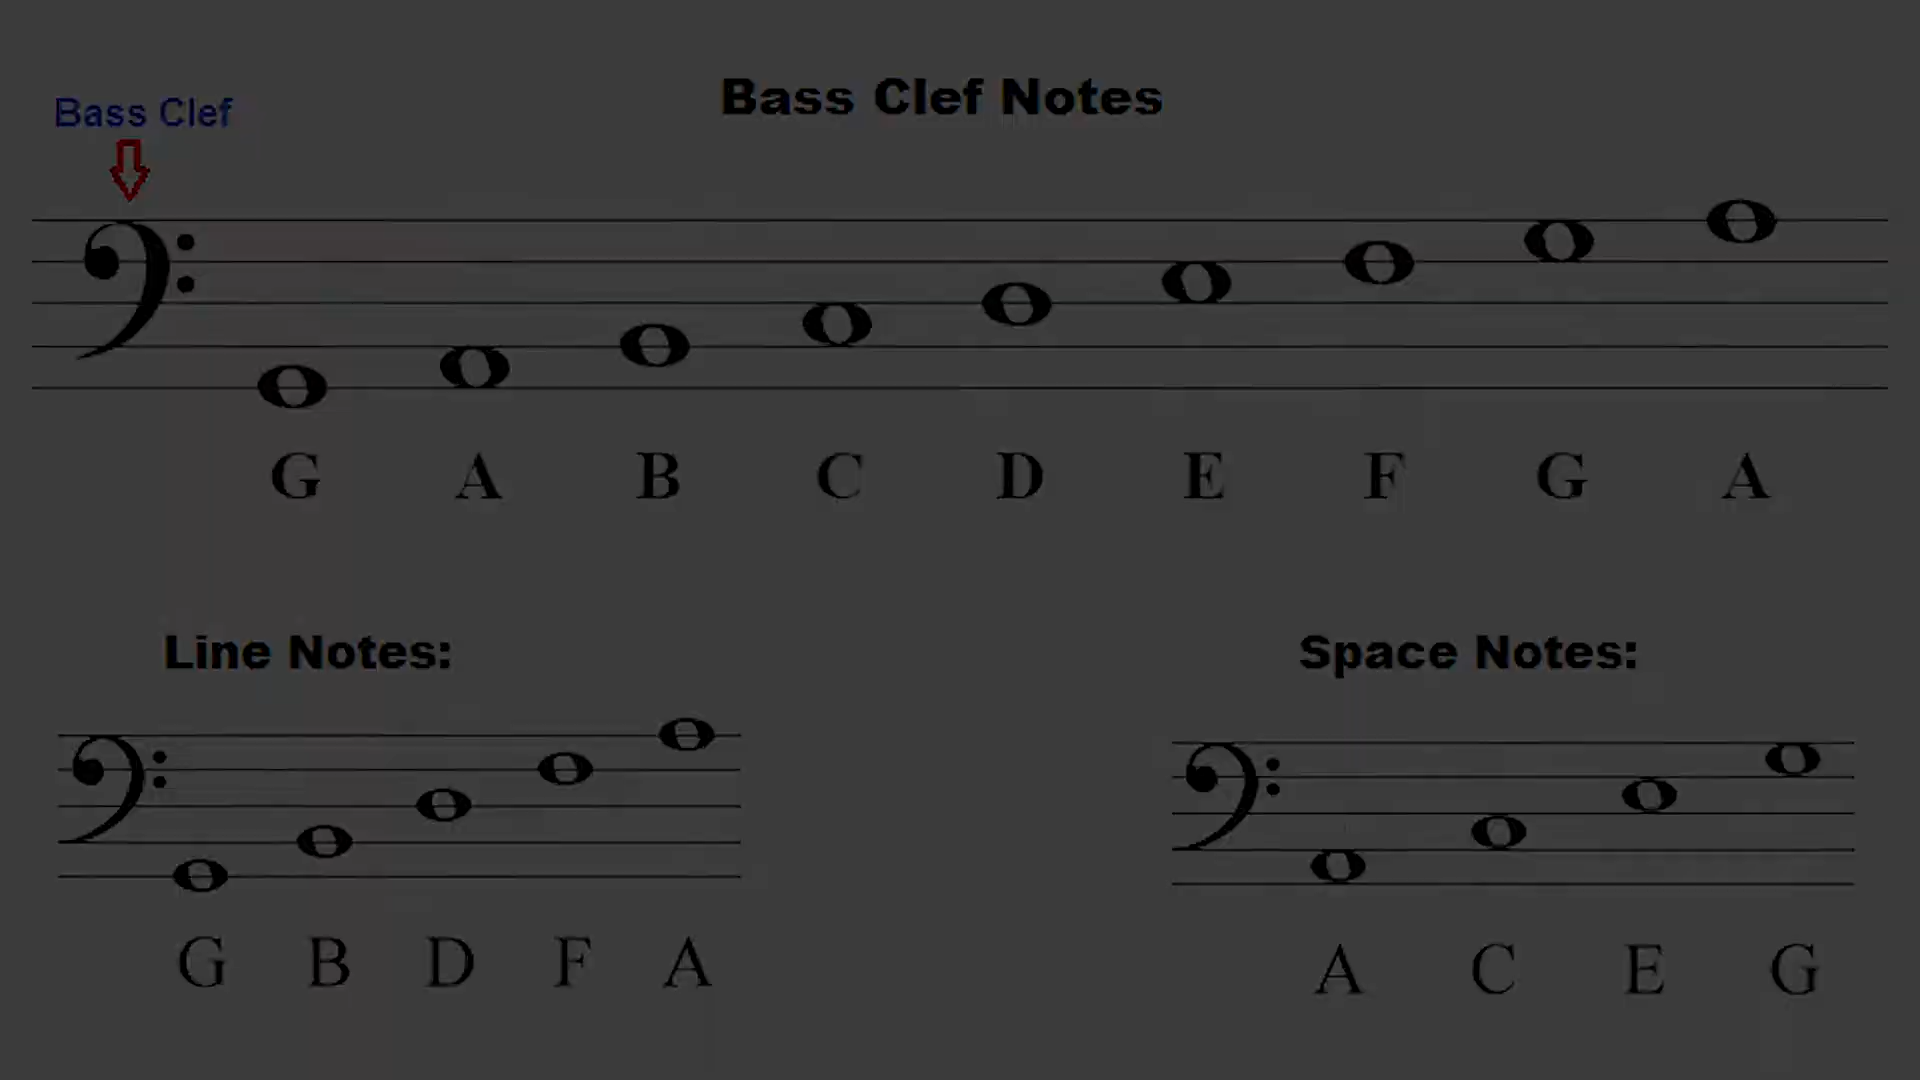 Bass Clef Notes
Bass Clef
G A B C D E F G A
Line Notes:
G B D F A
Space Notes:
A C E G